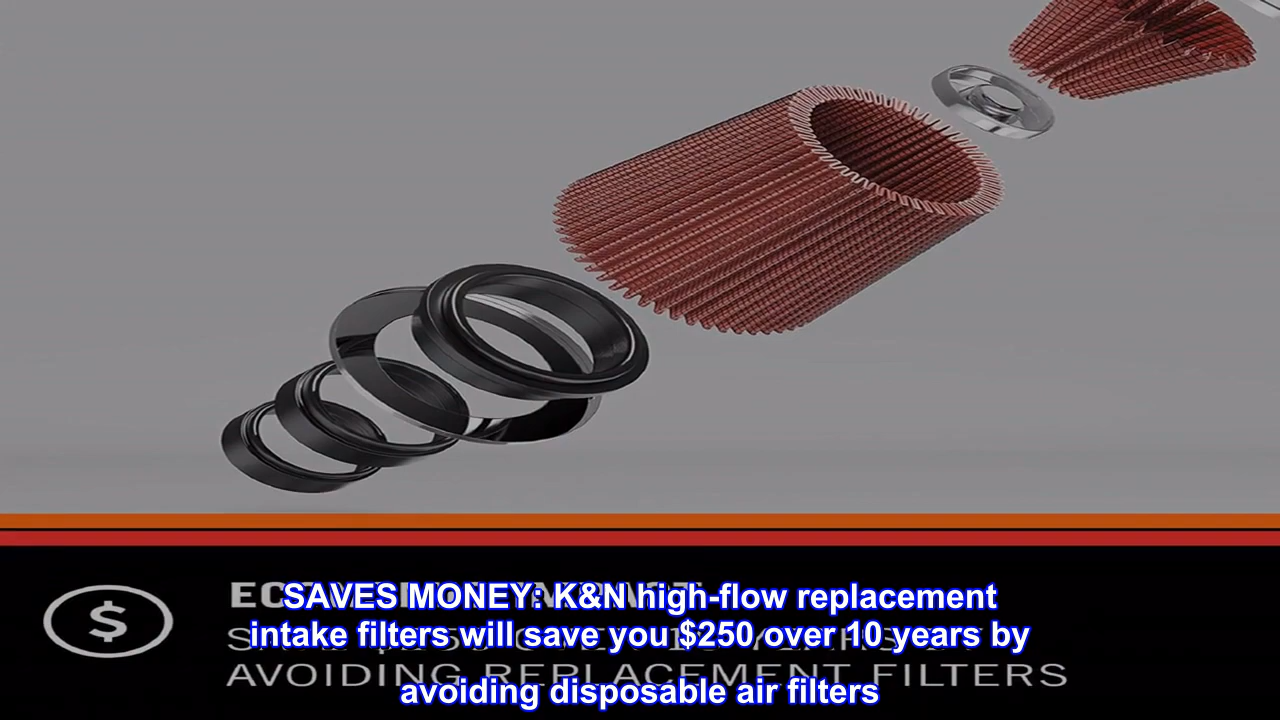 $
SAVES MONEY: K&N high-flow replacement
intake filters will save you $250 over 10 years by
AVOIDING REPLACEMENT FILTERS
avoiding disposable air filters